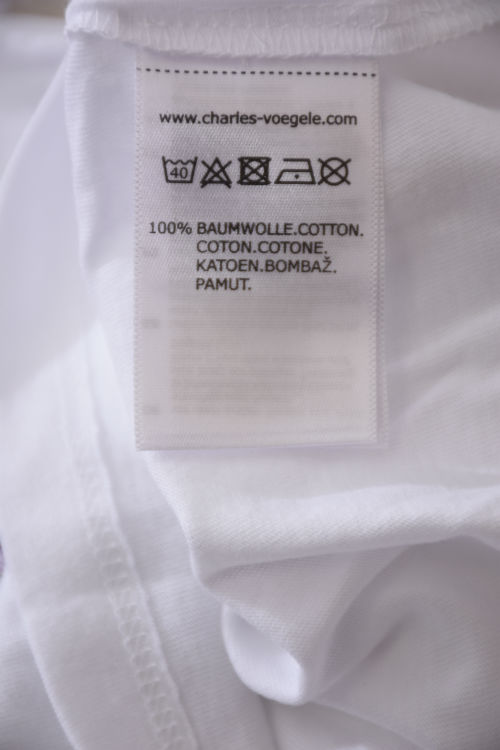 www.charles-voegele.com
40
100% BAUMWOLLE.COTTON.
COTON.COTONE.
KATOEN.BOMBAŽ.
PAMUT.